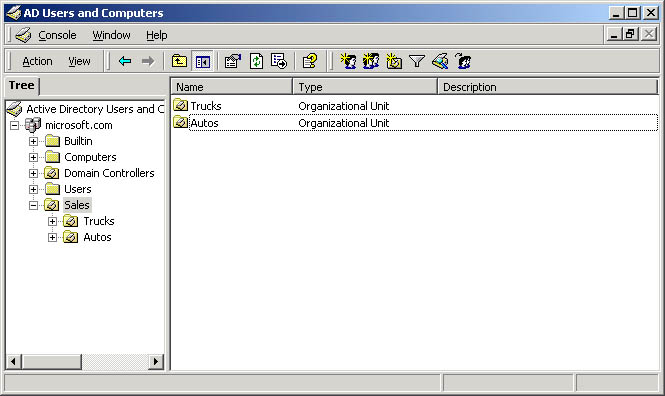 AD Users and Computers
Console Window Help
Action View
Tree
Active Directory Users and C
microsoft.com
Builtin
Computers
Domain Controllers
Users
Sales
Trucks
Autos
Name Type Description
Trucks Organizational Unit
Autos Organizational Unit